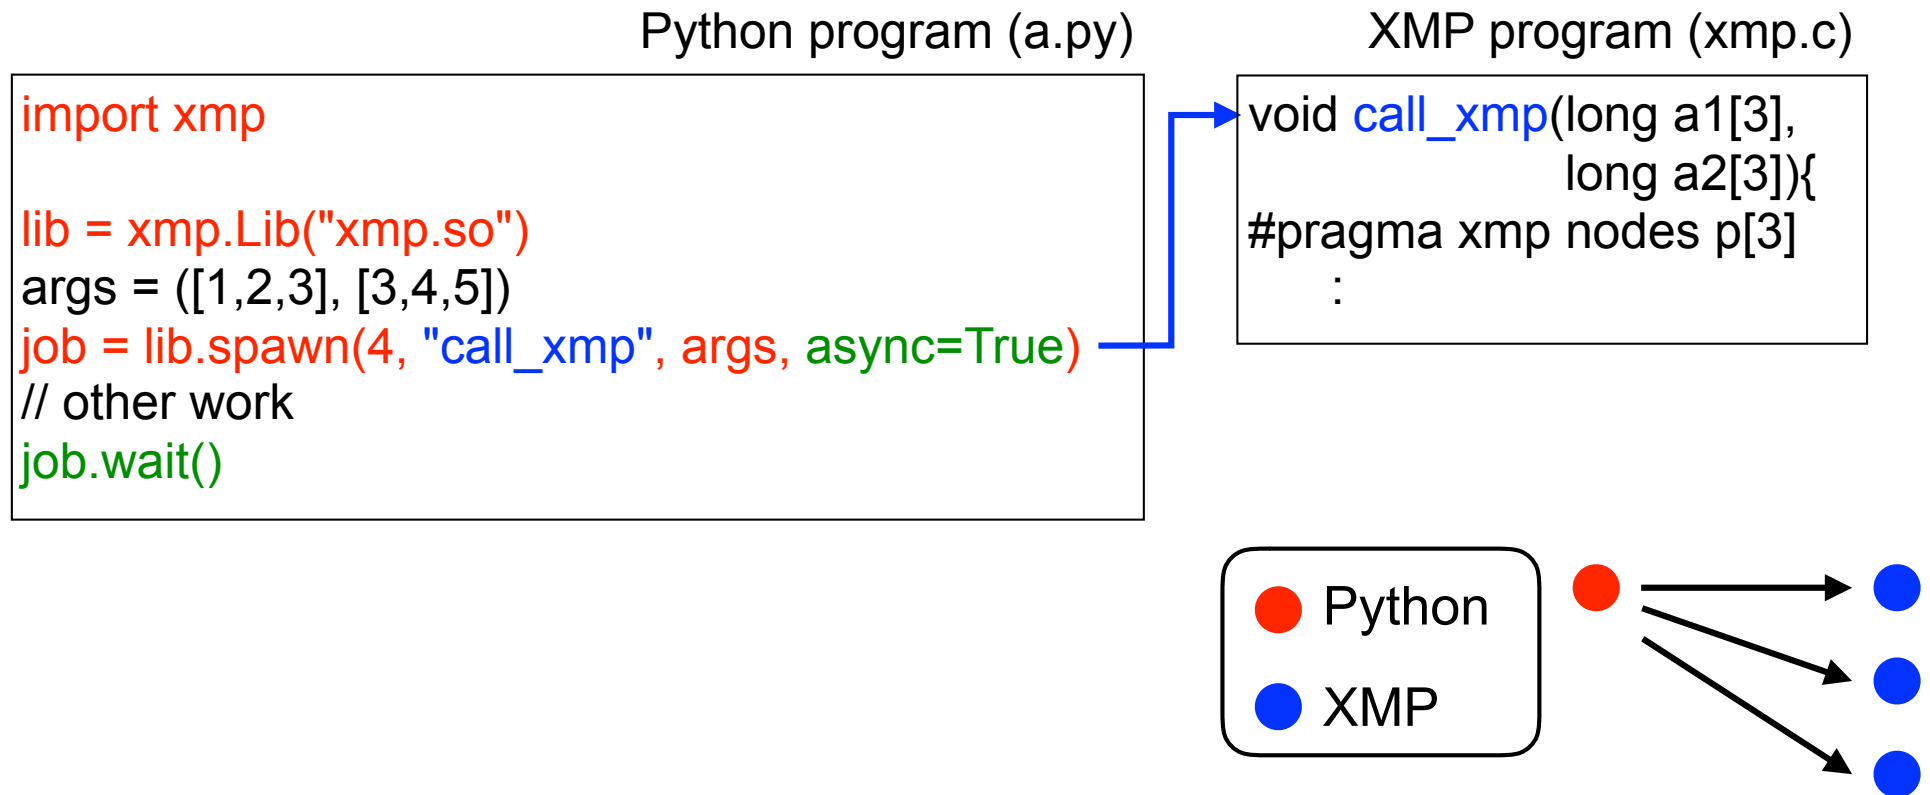 Python program (a.py)
import xmp
lib = xmp.Lib("xmp.so")
args = ([1,2,3], [3,4,5])
job = lib.spawn(4, "call_xmp", args, async=True)
// other work
job.wait()
XMP program (xmp.c)
void call_xmp(long a1[3],
long a2[3]){
#pragma xmp nodes p[3]
:
Python
XMP